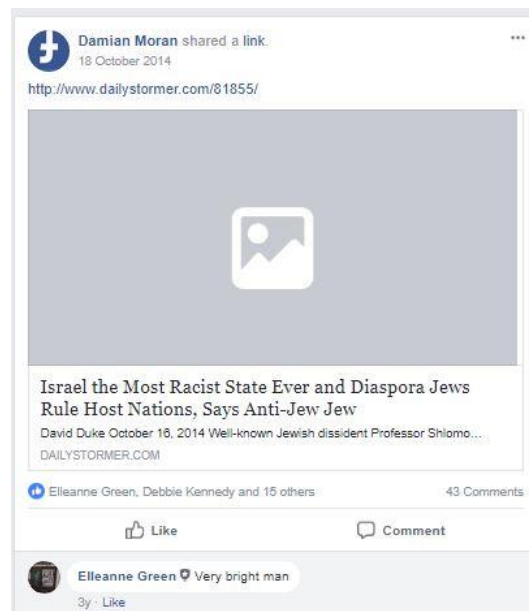 Damian Moran shared a link.
18 October 2014
http://www.dailystormer.com/81855/
Israel the Most Racist State Ever and Diaspora Jews
Rule Host Nations, Says Anti-Jew Jew
David Duke October 16, 2014 Well-known Jewish dissident Professor Shlomo...
DAILYSTORMER.COM
Elleanne Green, Debbie Kennedy and 15 others 43 Comments
Like Comment
Elleanne Green Very bright man
3y · Like